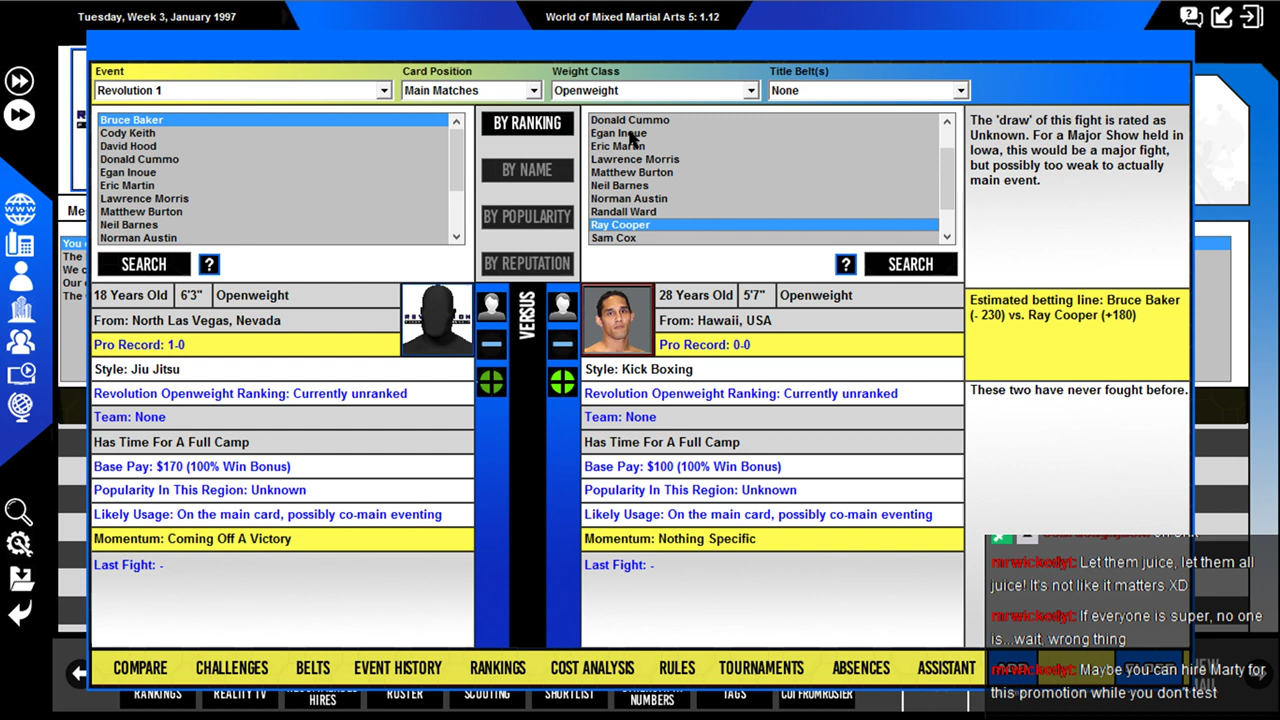 Tuesday, Week 3, January 1997
World of Mixed Martial Arts 5: 1.12
Event
Card Position
Weight Class
Title Belt(s)
Revolution 1
Main Matches
Openweight
None
Bruce Baker
Cody Keith
David Hood
Donald Cummo
Egan Inoue
Eric Martin
Lawrence Morris
Matthew Burton
Neil Barnes
Norman Austin
BY RANKING
BY NAME
BY POPULARITY
BY REPUTATION
Donald Cummo
Egan Inoue
Eric Martin
Lawrence Morris
Matthew Burton
Neil Barnes
Norman Austin
Randall Ward
Ray Cooper
Sam Cox
SEARCH
?
?
SEARCH
The 'draw' of this fight is rated as
Unknown. For a Major Show held in
Iowa, this would be a major fight,
but possibly too weak to actually
main event.
Estimated betting line: Bruce Baker
(- 230) vs. Ray Cooper (+180)
These two have never fought before.
18 Years Old
6'3"
Openweight
From: North Las Vegas, Nevada
Pro Record: 1-0
Style: Jiu Jitsu
Revolution Openweight Ranking: Currently unranked
Team: None
Has Time For A Full Camp
Base Pay: $170 (100% Win Bonus)
Popularity In This Region: Unknown
Likely Usage: On the main card, possibly co-main eventing
Momentum: Coming Off A Victory
Last Fight: -
VERSUS
28 Years Old
5'7"
Openweight
From: Hawaii, USA
Pro Record: 0-0
Style: Kick Boxing
Revolution Openweight Ranking: Currently unranked
Team: None
Has Time For A Full Camp
Base Pay: $100 (100% Win Bonus)
Popularity In This Region: Unknown
Likely Usage: On the main card, possibly co-main eventing
Momentum: Nothing Specific
Last Fight: -
mrwickedyt: Let them juice, let them all
juice! It's not like it matters XD
mrwickedyt: If everyone is super, no one
is...wait, wrong thing
mrwickedyt: Maybe you can hire Marty for
this promotion while you don't test
COMPARE
CHALLENGES
BELTS
EVENT HISTORY
RANKINGS
COST ANALYSIS
RULES
TOURNAMENTS
ABSENCES
ASSISTANT
RANKINGS
REALITY TV
HIRES
ROSTER
SCOUTING
SHORTLIST
NUMBERS
TAGS